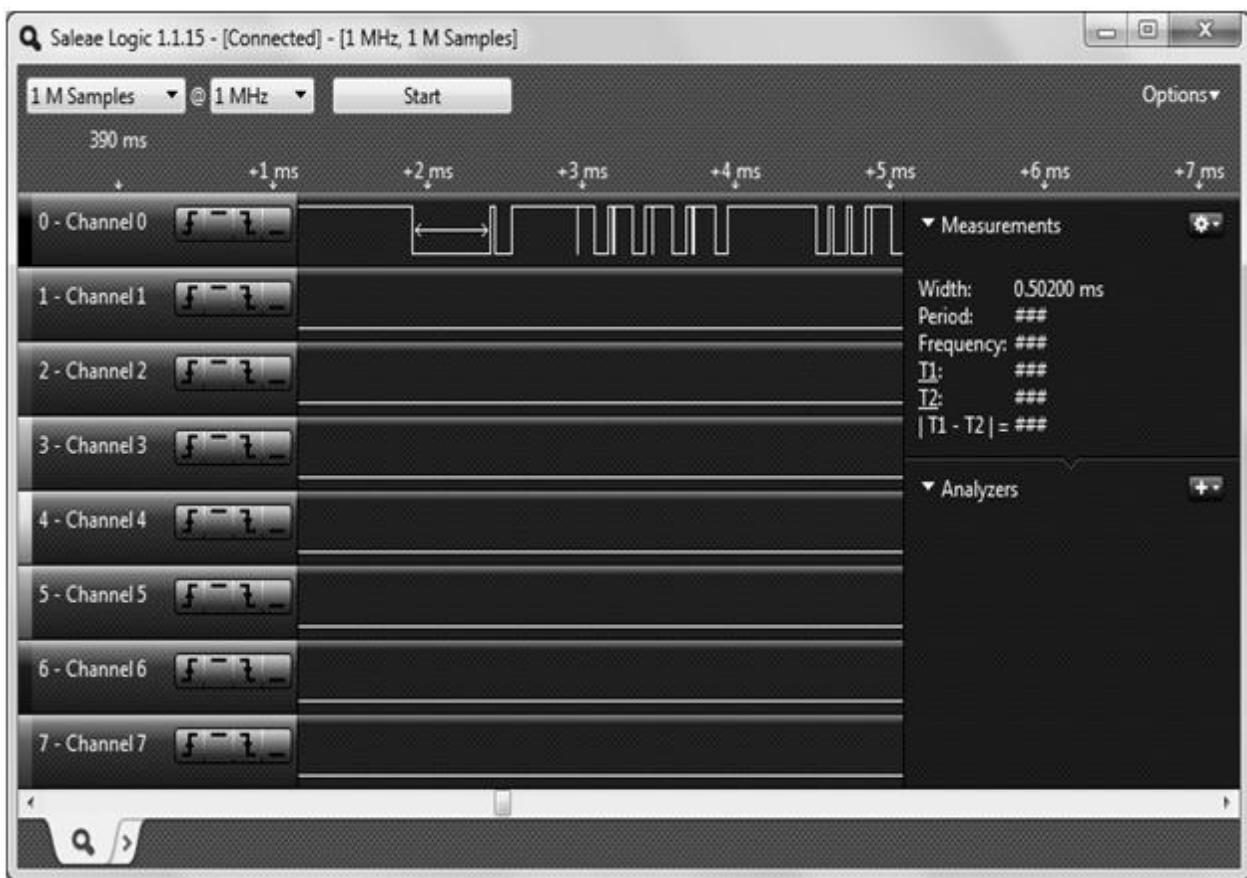 Saleae Logic 1.1.15 - [Connected] - [1 MHz, 1 M Samples]
1 M Samples @ 1 MHz Start Options
390 ms
+1 ms +2 ms +3 ms +4 ms +5 ms +6 ms +7 ms
0 - Channel 0
1 - Channel 1
2 - Channel 2
3 - Channel 3
4 - Channel 4
5 - Channel 5
6 - Channel 6
7 - Channel 7
Measurements
Width: 0.50200 ms
Period: ###
Frequency: ###
T1: ###
T2: ###
| T1 - T2 | = ###
Analyzers